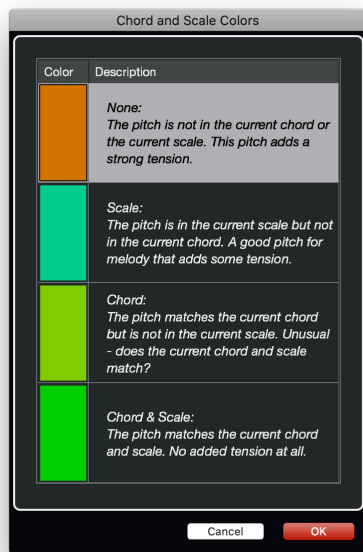 Chord and Scale Colors
Color Description
None:
The pitch is not in the current chord or
the current scale. This pitch adds a
strong tension.
Scale:
The pitch is in the current scale but not
in the current chord. A good pitch for
melody that adds some tension.
Chord:
The pitch matches the current chord
but is not in the current scale. Unusual
- does the current chord and scale
match?
Chord & Scale:
The pitch matches the current chord
and scale. No added tension at all.
Cancel OK